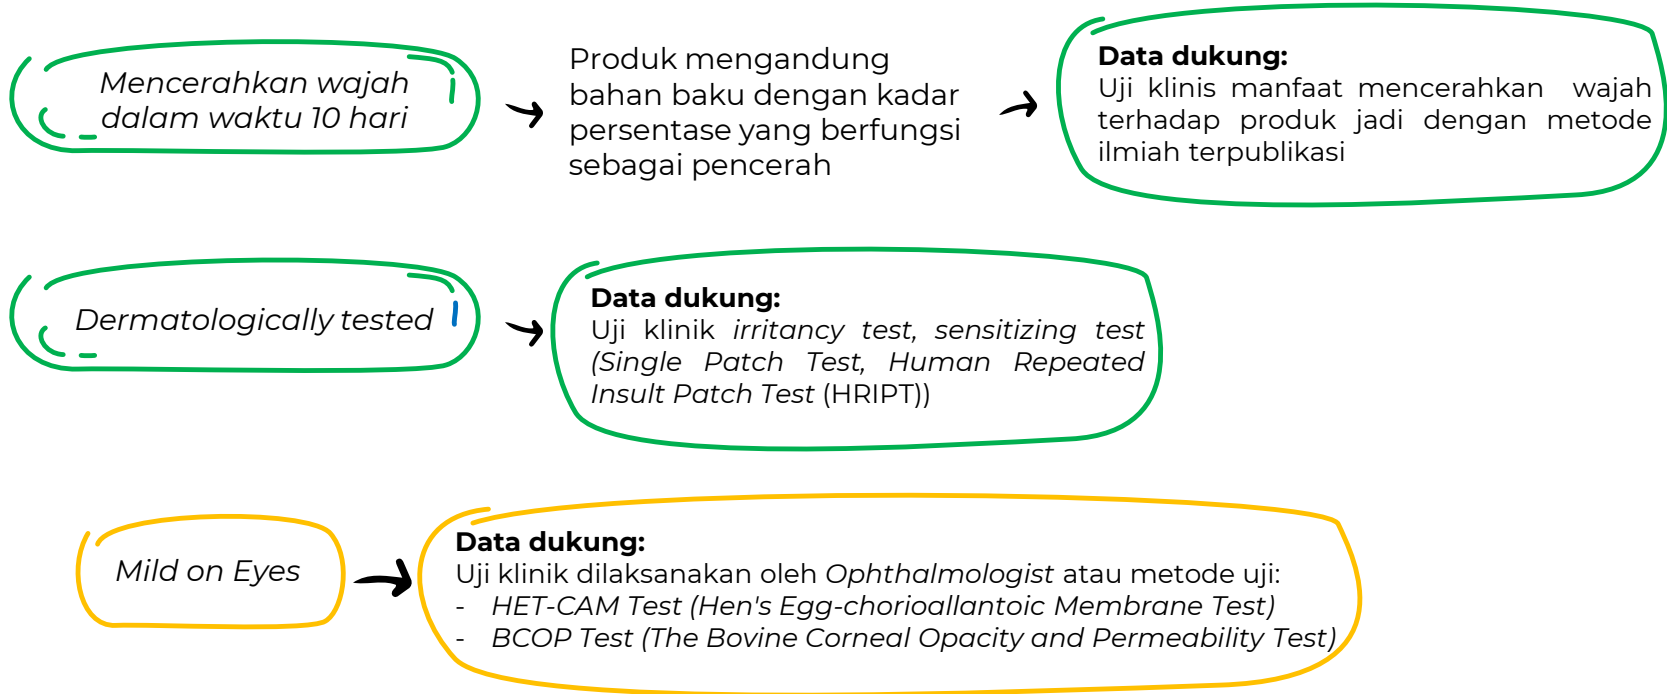 Mencerahkan wajah
dalam waktu 10 hari
Produk mengandung
bahan baku dengan kadar
persentase yang berfungsi
sebagai pencerah
Data dukung:
Uji klinis manfaat mencerahkan wajah
terhadap produk jadi dengan metode
ilmiah terpublikasi
Dermatologically tested
Data dukung:
Uji klinik irritancy test, sensitizing test
(Single Patch Test, Human Repeated
Insult Patch Test (HRIPT))
Mild on Eyes
Data dukung:
Uji klinik dilaksanakan oleh Ophthalmologist atau metode uji:
- HET-CAM Test (Hen's Egg-chorioallantoic Membrane Test)
- BCOP Test (The Bovine Corneal Opacity and Permeability Test)